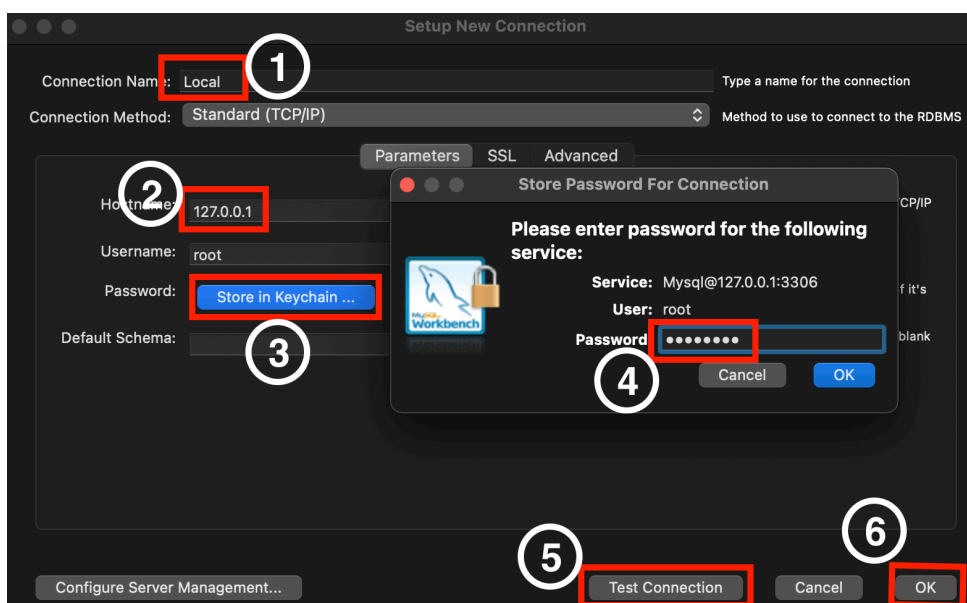 Setup New Connection
1
Connection Name: Local
Type a name for the connection
Connection Method: Standard (TCP/IP)
Method to use to connect to the RDBMS
Parameters SSL Advanced
2
Hostname: 127.0.0.1
CP/IP
Username: root
Password: Store in Keychain ...
f it's
3
Default Schema:
blank
Store Password For Connection
Please enter password for the following
service:
Service: Mysql@127.0.0.1:3306
User: root
Password
4
Cancel OK
MySQL
Workbench
5
6
Configure Server Management... Test Connection Cancel OK